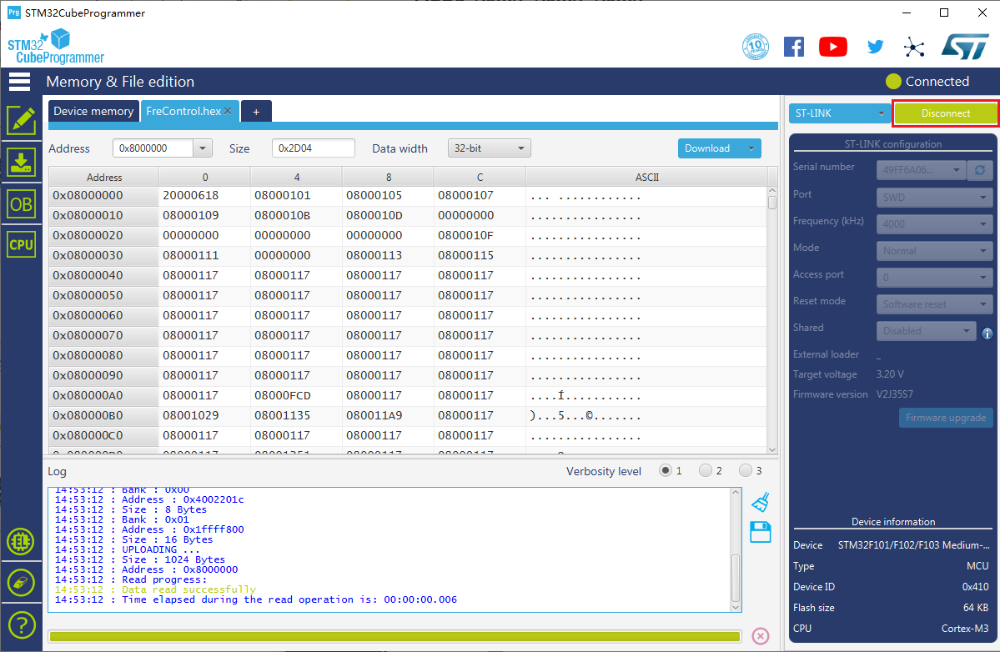 Prg STM32CubeProgrammer
STM32
CubeProgrammer
10 YEARS
Memory & File edition
Connected
Device memory
FreControl.hex
+
ST-LINK
Disconnect
Address 0x8000000 Size 0x2D04 Data width 32-bit Download
Address 0 4 8 C ASCII
0x08000000 20000618 08000101 08000105 08000107 ... ............
0x08000010 08000109 0800010B 0800010D 00000000 ................
0x08000020 00000000 00000000 00000000 0800010F ................
0x08000030 08000111 00000000 08000113 08000115 ................
0x08000040 08000117 08000117 08000117 08000117 ................
0x08000050 08000117 08000117 08000117 08000117 ................
0x08000060 08000117 08000117 08000117 08000117 ................
0x08000070 08000117 08000117 08000117 08000117 ................
0x08000080 08000117 08000117 08000117 08000117 ................
0x08000090 08000117 08000117 08000117 08000117 ................
0x080000A0 08000117 08000FCD 08000117 08000117 ....Í...........
0x080000B0 08001029 08001135 080011A9 08000117 )...5...©.......
0x080000C0 08000117 08000117 08000117 08000117 ................
0x080000D0 08000117 08001351 08000117 08000117
ST-LINK configuration
Serial number 49FF6A06...
Port SWD
Frequency (kHz) 4000
Mode Normal
Access port 0
Reset mode Software reset
Shared Disabled
External loader _
Target voltage 3.20 V
Firmware version V2J35S7
Firmware upgrade
OB
CPU
Log
Verbosity level 1 2 3
14:53:12 : Bank : 0x00
14:53:12 : Address : 0x4002201c
14:53:12 : Size : 8 Bytes
14:53:12 : Bank : 0x01
14:53:12 : Address : 0x1ffff800
14:53:12 : Size : 16 Bytes
14:53:12 : UPLOADING ...
14:53:12 : Size : 1024 Bytes
14:53:12 : Address : 0x8000000
14:53:12 : Read progress:
14:53:12 : Data read successfully
14:53:12 : Time elapsed during the read operation is: 00:00:00.006
Device information
Device STM32F101/F102/F103 Medium-...
Type MCU
Device ID 0x410
Flash size 64 KB
CPU Cortex-M3